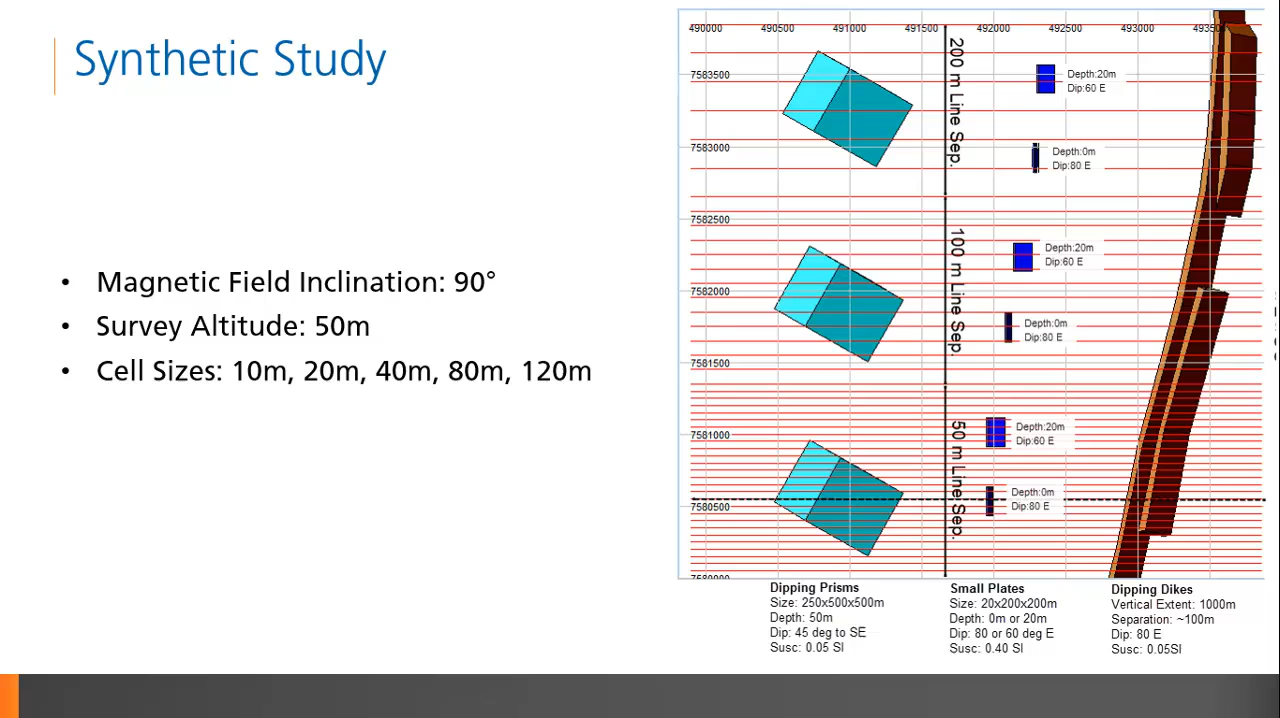 Synthetic Study
• Magnetic Field Inclination: 90°
• Survey Altitude: 50m
• Cell Sizes: 10m, 20m, 40m, 80m, 120m
490000 490500 491000 491500 492000 492500 493000
7583500
7583000
7582500
7582000
7581500
7581000
7580500
7580000
200 m Line Sep.
100 m Line Sep.
50 m Line Sep.
Depth:20m
Dip:60 E
Depth:0m
Dip:80 E
Depth:20m
Dip:60 E
Depth:0m
Dip:80 E
Depth:20m
Dip:60 E
Depth:0m
Dip:80 E
Dipping Prisms
Size: 250x500x500m
Depth: 50m
Dip: 45 deg to SE
Susc: 0.05 SI
Small Plates
Size: 20x200x200m
Depth: 0m or 20m
Dip: 80 or 60 deg E
Susc: 0.40 SI
Dipping Dikes
Vertical Extent: 1000m
Separation: ~100m
Dip: 80 E
Susc: 0.05SI